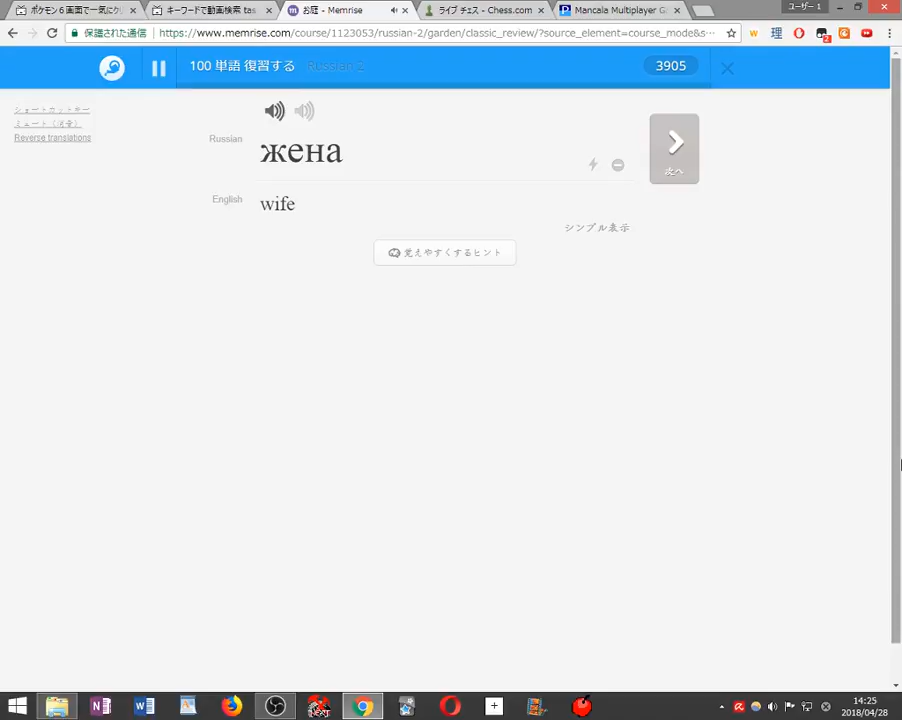 ポケモン６画面で一気にクリ
キーワードで動画検索 tas
お庭 - Memrise
ライブ チェス - Chess.com
Mancala Multiplayer G
ユーザー 1
保護された通信
https://www.memrise.com/course/1123053/russian-2/garden/classic_review/?source_element=course_mode&s…
100 単語 復習する
Russian 2
3905
ショートカットキー
ミュート（消音）
Reverse translations
Russian
жена
次へ
English
wife
シンプル表示
覚えやすくするヒント
14:25
2018/04/28